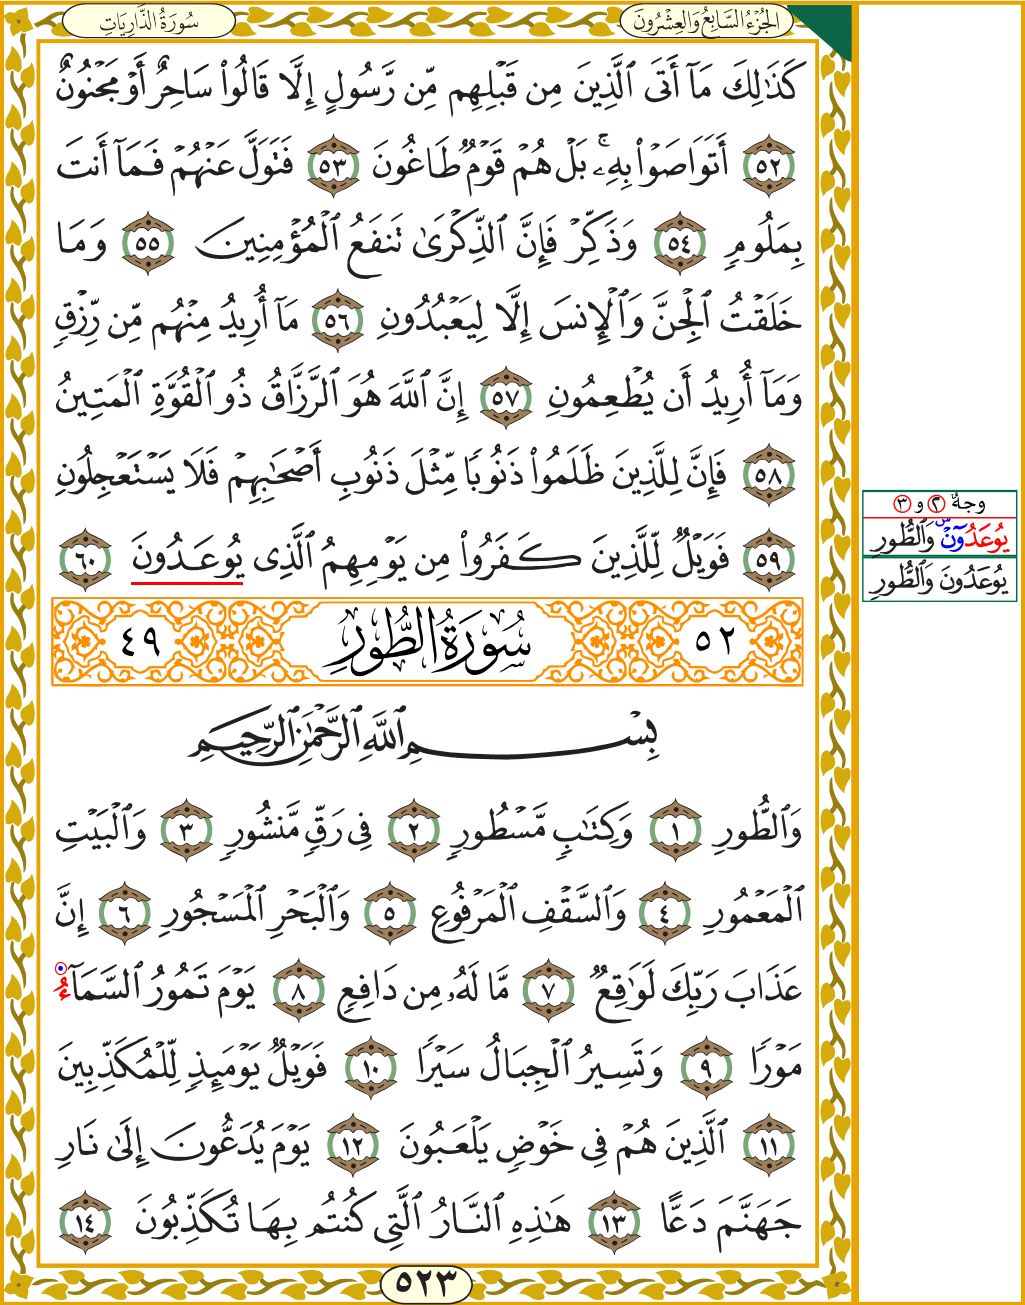 الجُزْءُ السَّابِعُ وَالعِشْرُونَ
سُورَةُ الذَّارِيَاتِ
كَذَٰلِكَ مَآ أَتَى ٱلَّذِينَ مِن قَبْلِهِم مِّن رَّسُولٍ إِلَّا قَالُوا۟ سَاحِرٌ أَوْ مَجْنُونٌ
٥٢ أَتَوَاصَوْا۟ بِهِۦ ۚ بَلْ هُمْ قَوْمٌ طَاغُونَ ٥٣ فَتَوَلَّ عَنْهُمْ فَمَآ أَنتَ
بِمَلُومٍ ٥٤ وَذَكِّرْ فَإِنَّ ٱلذِّكْرَىٰ تَنفَعُ ٱلْمُؤْمِنِينَ ٥٥ وَمَا
خَلَقْتُ ٱلْجِنَّ وَٱلْإِنسَ إِلَّا لِيَعْبُدُونِ ٥٦ مَآ أُرِيدُ مِنْهُم مِّن رِّزْقٍ
وَمَآ أُرِيدُ أَن يُطْعِمُونِ ٥٧ إِنَّ ٱللَّهَ هُوَ ٱلرَّزَّاقُ ذُو ٱلْقُوَّةِ ٱلْمَتِينُ
٥٨ فَإِنَّ لِلَّذِينَ ظَلَمُوا۟ ذَنُوبًا مِّثْلَ ذَنُوبِ أَصْحَٰبِهِمْ فَلَا يَسْتَعْجِلُونِ
٥٩ فَوَيْلٌ لِّلَّذِينَ كَفَرُوا۟ مِن يَوْمِهِمُ ٱلَّذِى يُوعَدُونَ ٦٠
وجهُ ٢ و ٣
يُوعَدُونَ وَٱلطُّورِ
يُوعَدُونَ وَٱلطُّورِ
٥٢ سُورَةُ الطُّورِ ٤٩
بِسْمِ ٱللَّهِ ٱلرَّحْمَٰنِ ٱلرَّحِيمِ
وَٱلطُّورِ ١ وَكِتَٰبٍ مَّسْطُورٍ ٢ فِى رَقٍّ مَّنشُورٍ ٣ وَٱلْبَيْتِ
ٱلْمَعْمُورِ ٤ وَٱلسَّقْفِ ٱلْمَرْفُوعِ ٥ وَٱلْبَحْرِ ٱلْمَسْجُورِ ٦ إِنَّ
عَذَابَ رَبِّكَ لَوَٰقِعٌ ٧ مَّا لَهُۥ مِن دَافِعٍ ٨ يَوْمَ تَمُورُ ٱلسَّمَآءُ
مَوْرًا ٩ وَتَسِيرُ ٱلْجِبَالُ سَيْرًا ١٠ فَوَيْلٌ يَوْمَئِذٍ لِّلْمُكَذِّبِينَ
١١ ٱلَّذِينَ هُمْ فِى خَوْضٍ يَلْعَبُونَ ١٢ يَوْمَ يُدَعُّونَ إِلَىٰ نَارِ
جَهَنَّمَ دَعًّا ١٣ هَٰذِهِ ٱلنَّارُ ٱلَّتِى كُنتُم بِهَا تُكَذِّبُونَ ١٤
٥٢٣